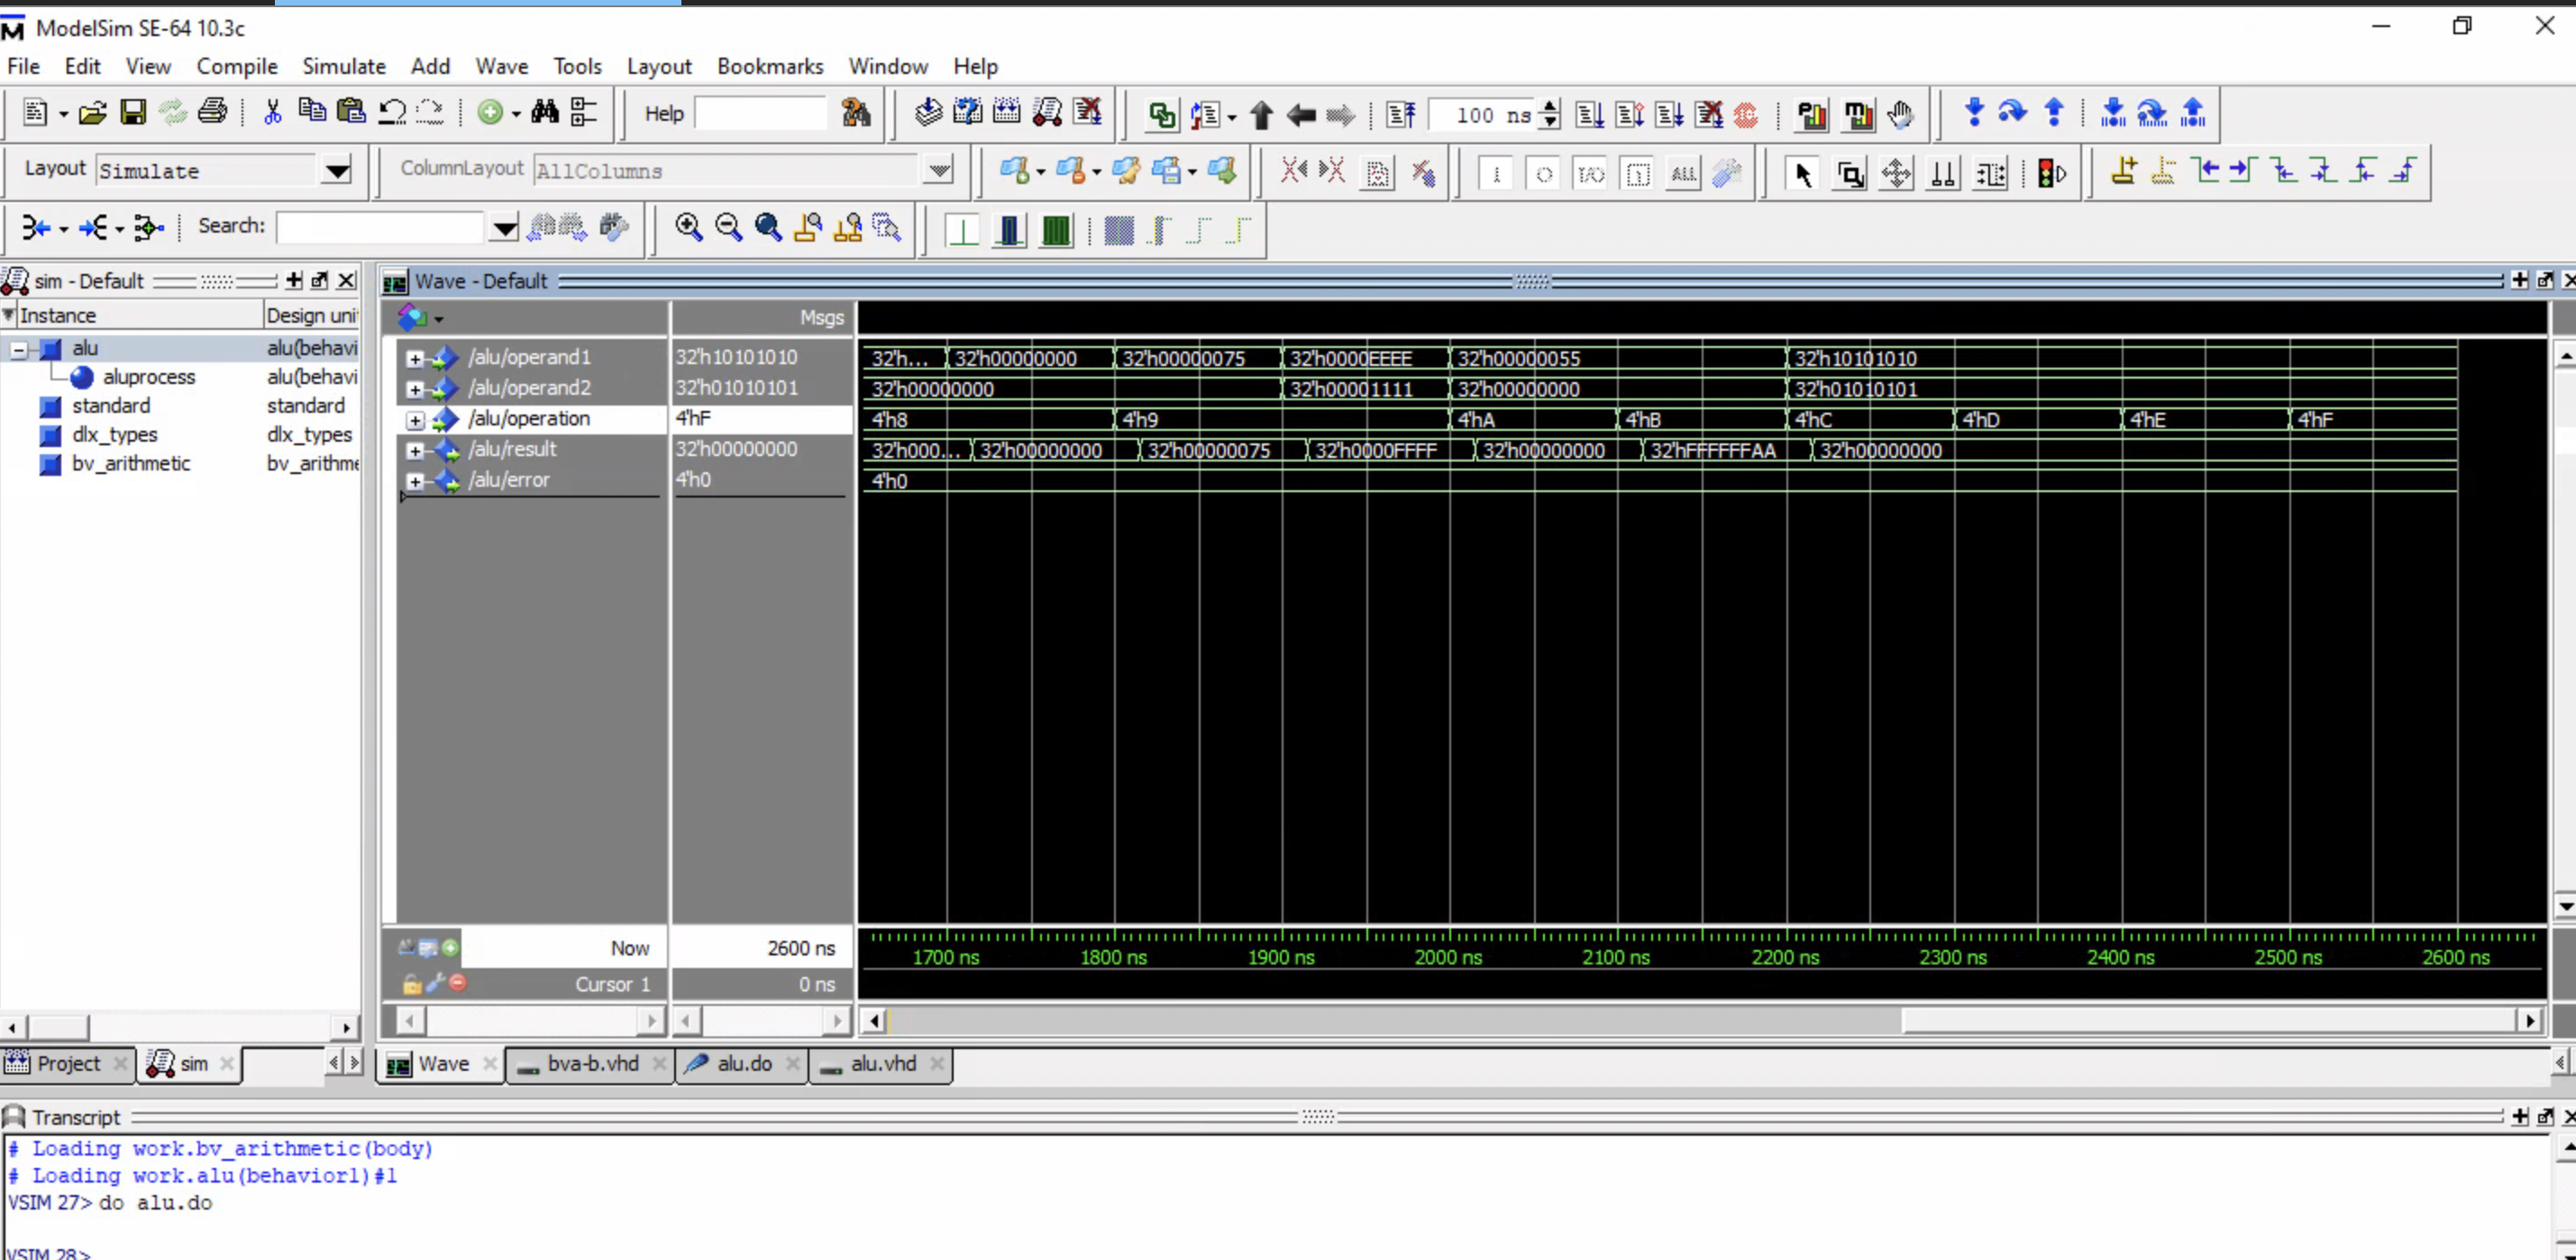 ModelSim SE-64 10.3c
File Edit View Compile Simulate Add Wave Tools Layout Bookmarks Window Help
Help 100 ns
Layout Simulate ColumnLayout AllColumns ALL
Search:
sim - Default
Instance Design uni
alu alu(behavi
aluprocess alu(behavi
standard standard
dlx_types dlx_types
bv_arithmetic bv_arithme
Wave - Default
Msgs
/alu/operand1 32'h10101010 32'h... 32'h00000000 32'h00000075 32'h0000EEEE 32'h00000055 32'h10101010
/alu/operand2 32'h01010101 32'h00000000 32'h00001111 32'h00000000 32'h01010101
/alu/operation 4'hF 4'h8 4'h9 4'hA 4'hB 4'hC 4'hD 4'hE 4'hF
/alu/result 32'h00000000 32'h000... 32'h00000000 32'h00000075 32'h0000FFFF 32'h00000000 32'hFFFFFFAA 32'h00000000
/alu/error 4'h0 4'h0
Now 2600 ns 1700 ns 1800 ns 1900 ns 2000 ns 2100 ns 2200 ns 2300 ns 2400 ns 2500 ns 2600 ns
Cursor 1 0 ns
Project sim
Wave bva-b.vhd alu.do alu.vhd
Transcript
# Loading work.bv_arithmetic(body)
# Loading work.alu(behavior1)#1
VSIM 27> do alu.do
VSIM 28>